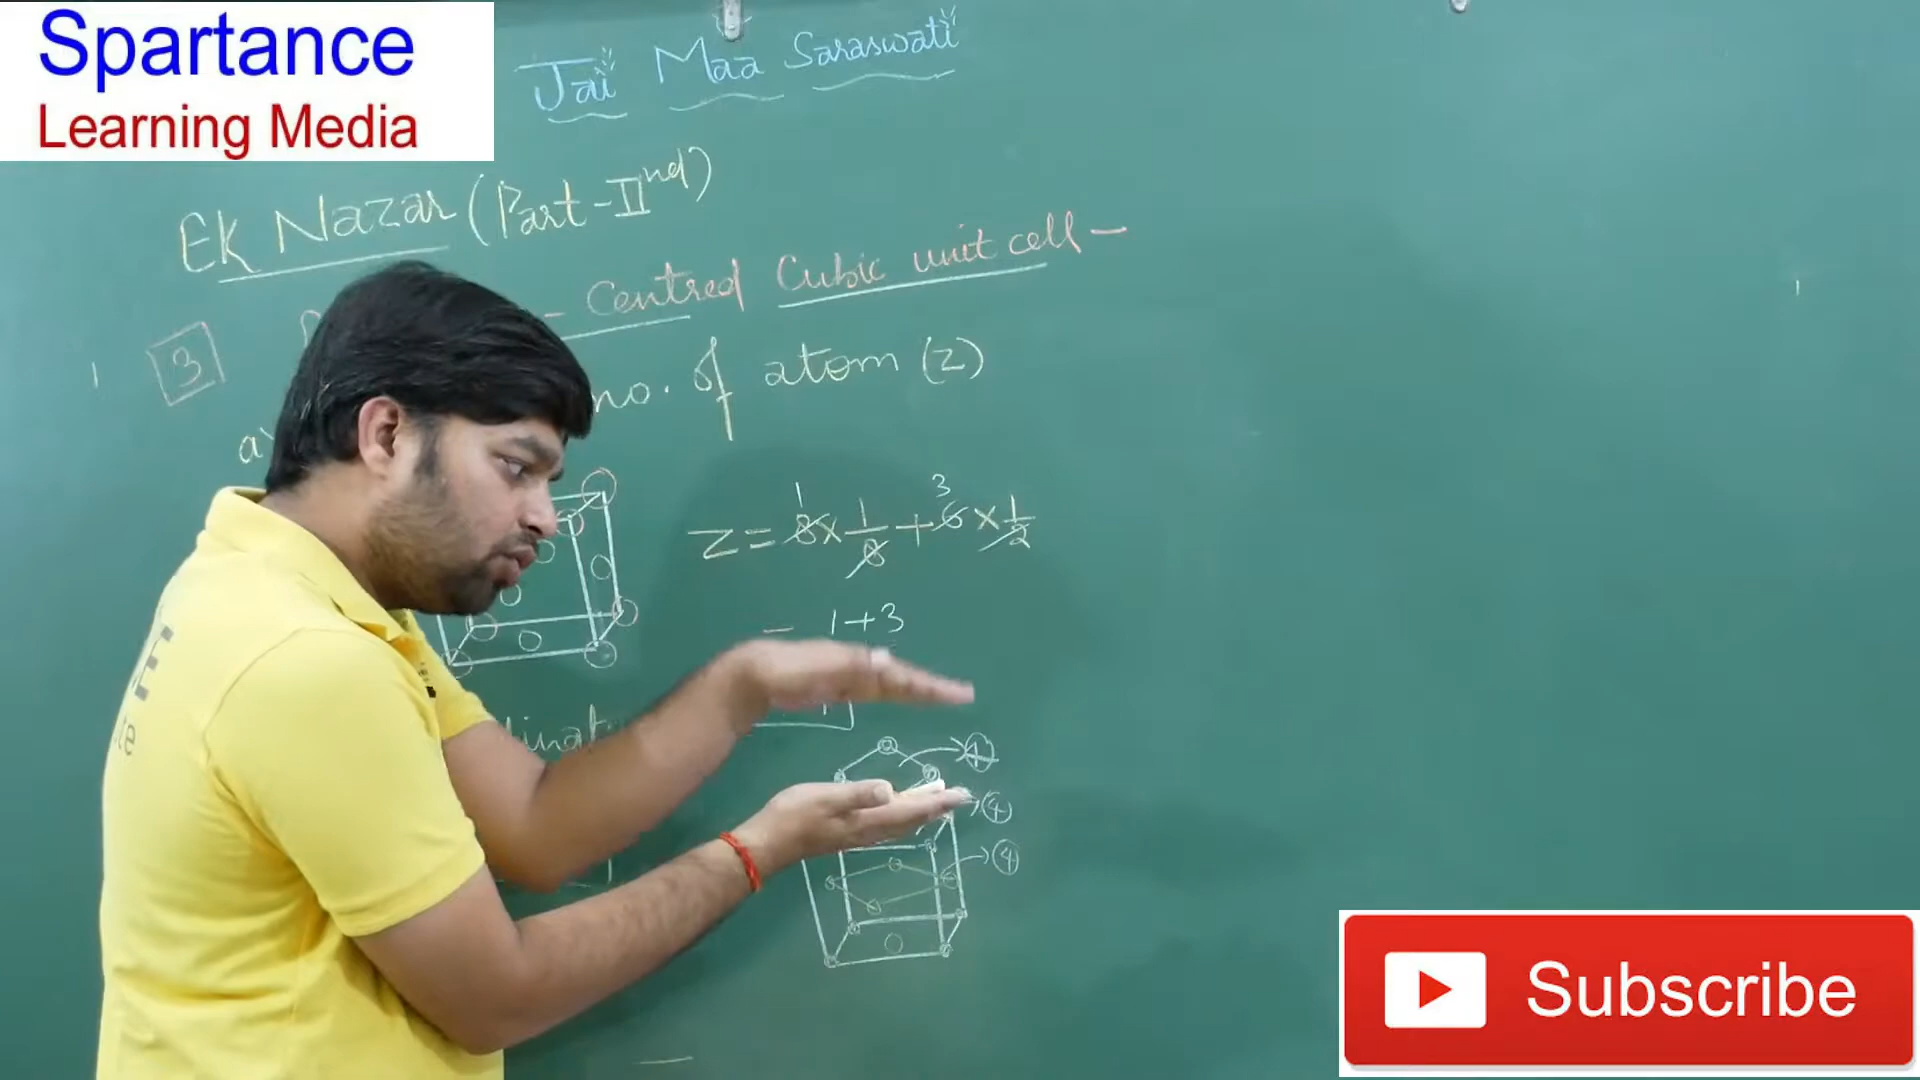 Spartance
Learning Media
Jai Maa Saraswati
EK Nazar (Part-IInd)
3
- Centred Cubic unit cell -
a) no. of atom (z)
1 3
Z = 8 x 1/8 + 6 x 1/2
= 1+3
4
4
4
Subscribe